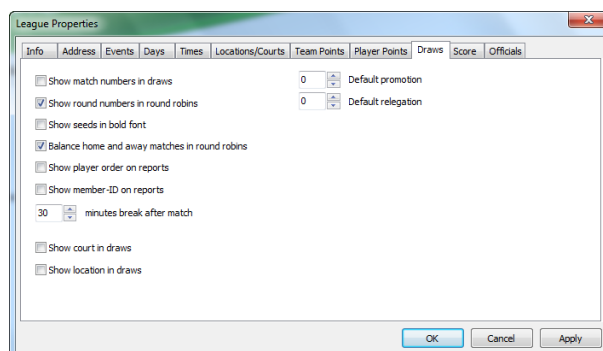 League Properties
Info Address Events Days Times Locations/Courts Team Points Player Points Draws Score Officials
Show match numbers in draws 0 Default promotion
Show round numbers in round robins 0 Default relegation
Show seeds in bold font
Balance home and away matches in round robins
Show player order on reports
Show member-ID on reports
30 minutes break after match
Show court in draws
Show location in draws
OK Cancel Apply